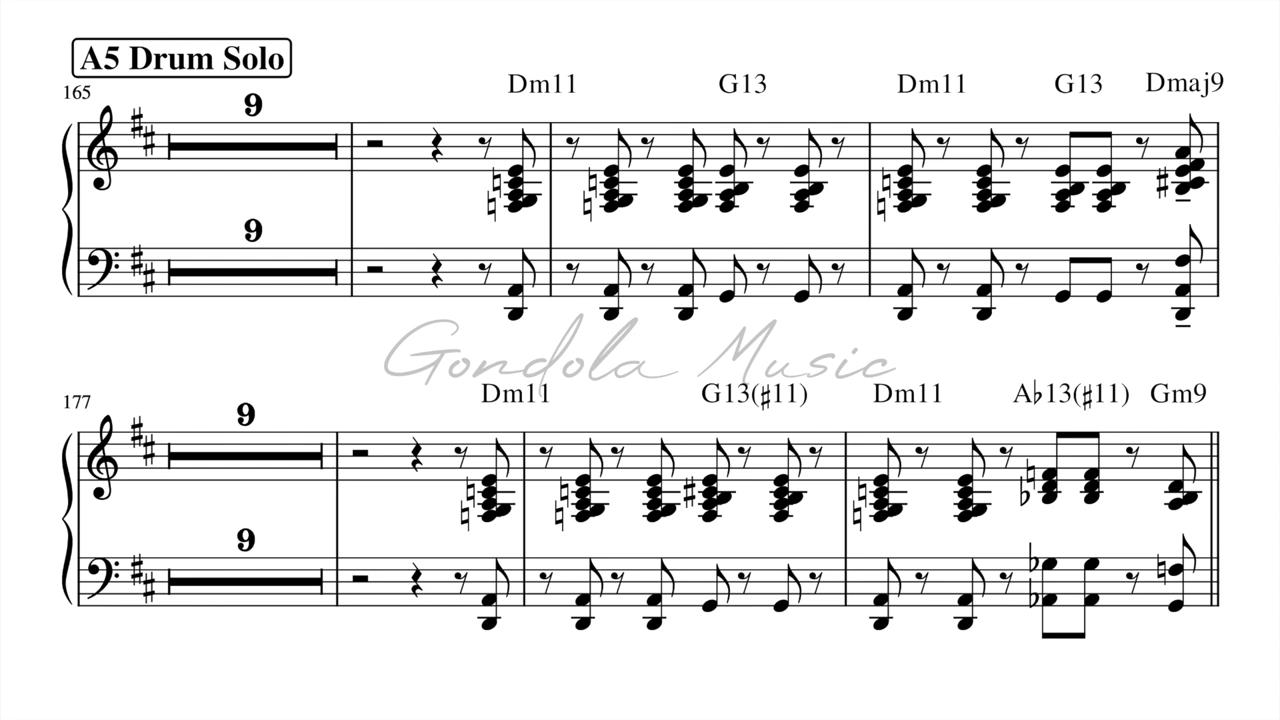 A5 Drum Solo
165
9 Dm11 G13 Dm11 G13 Dmaj9
9
Gondola Music
177
9 Dm11 G13(♯11) Dm11 A♭13(♯11) Gm9
9